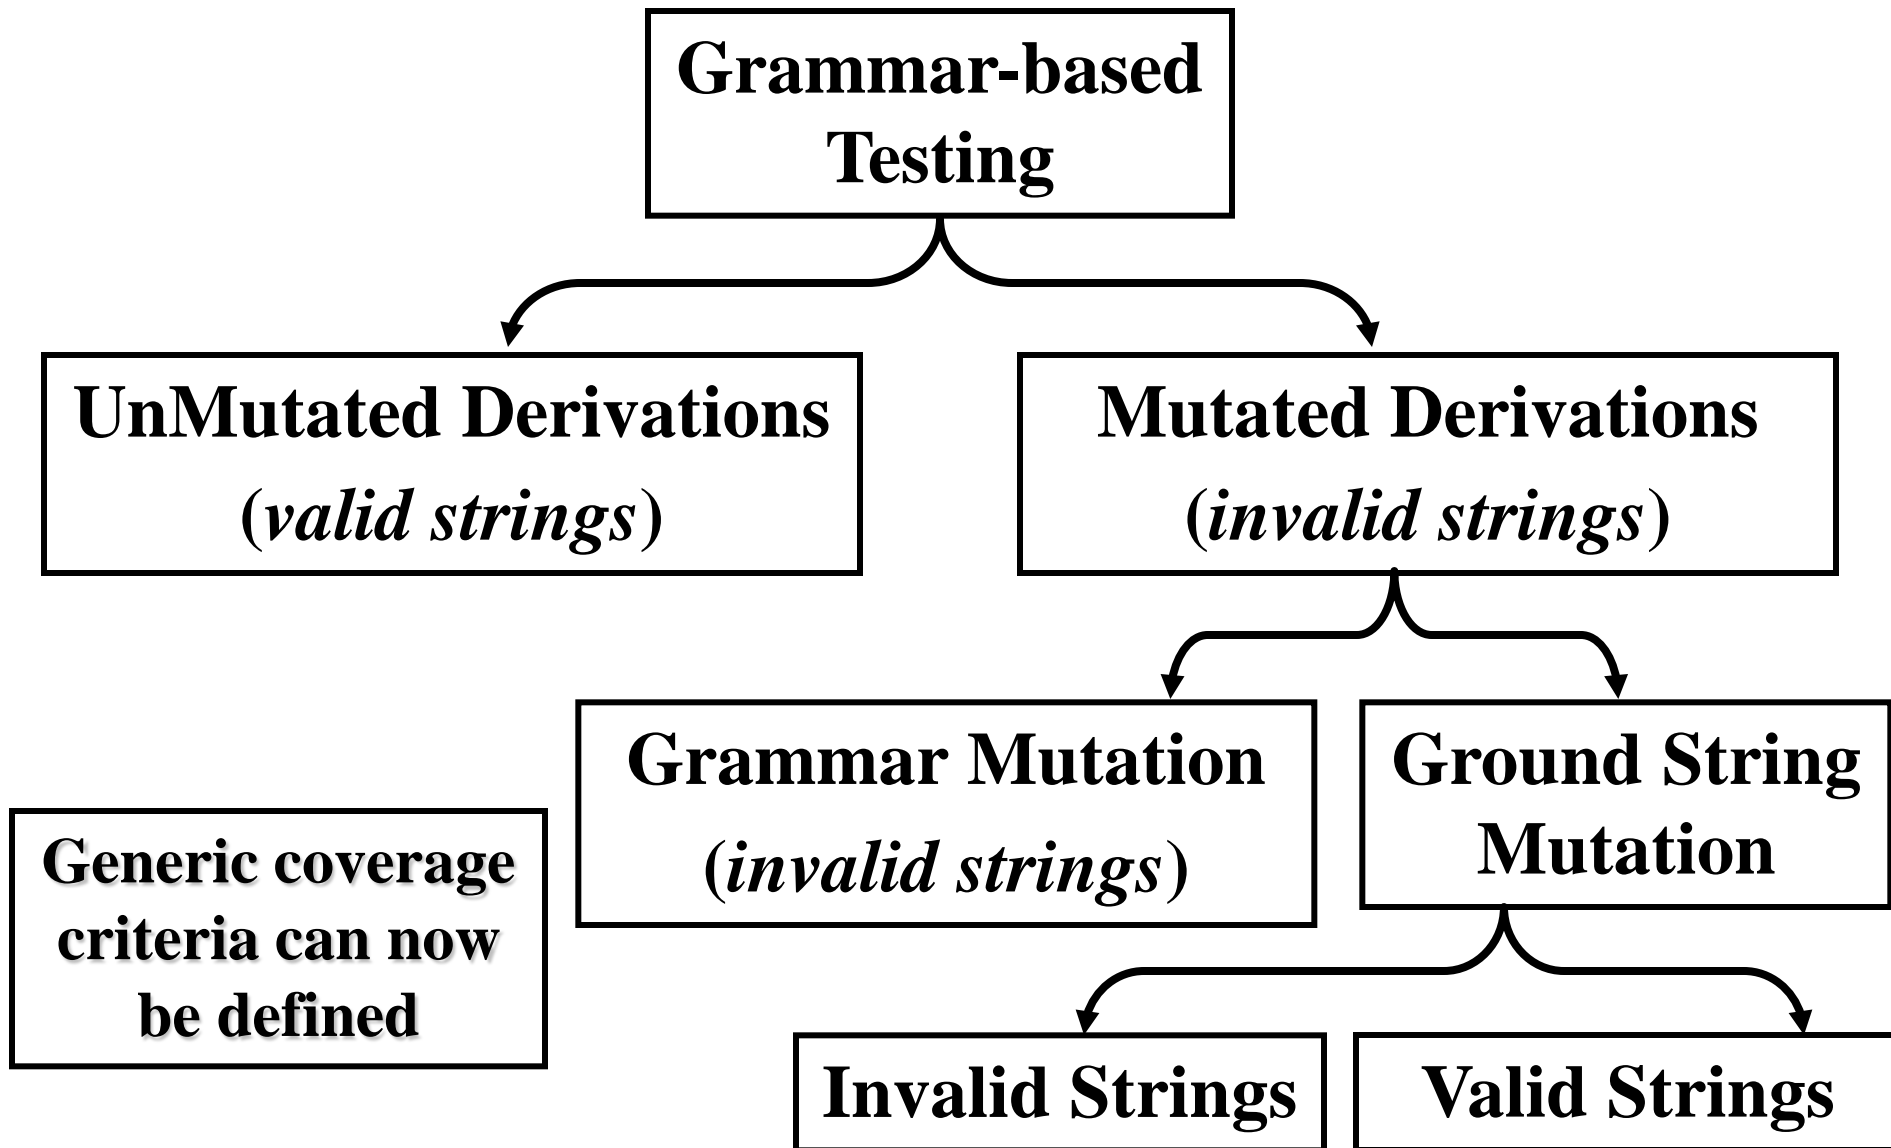 Grammar-based
Testing
UnMutated Derivations
(valid strings)
Mutated Derivations
(invalid strings)
Grammar Mutation
(invalid strings)
Ground String
Mutation
Generic coverage
criteria can now
be defined
Invalid Strings
Valid Strings